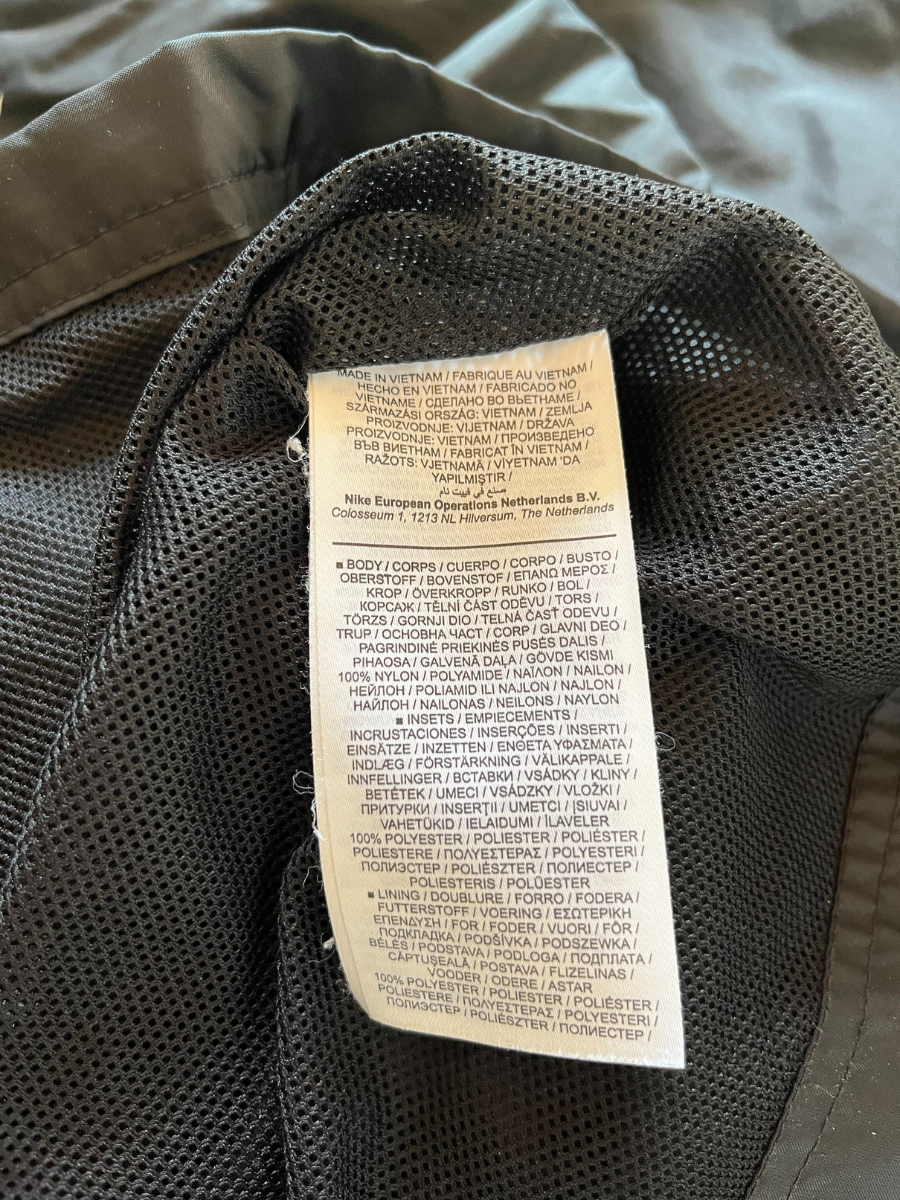 MADE IN VIETNAM / FABRIQUE AU VIETNAM /
HECHO EN VIETNAM / FABRICADO NO
VIETNAME / СДЕЛАНО ВО ВЬЕТНАМЕ /
SZÁRMAZÁSI ORSZÁG: VIETNAM / ZEMLJA
PROIZVODNJE: VIJETNAM / DRŽAVA
PROIZVODNJE: VIETNAM / ПРОИЗВЕДЕНО
ВЪВ ВИЕТНАМ / FABRICAT ÎN VIETNAM /
RAŽOTS: VJETNAMĀ / VİYETNAM 'DA
YAPILMIŞTIR /
صنع في فييت نام
Nike European Operations Netherlands B.V.
Colosseum 1, 1213 NL Hilversum, The Netherlands
■ BODY / CORPS / CUERPO / CORPO / BUSTO /
OBERSTOFF / BOVENSTOF / ΕΠΑΝΩ ΜΕΡΟΣ /
KROP / ÖVERKROPP / RUNKO / BOL /
КОРСАЖ / TĚLNÍ ČÁST ODĚVU / TORS /
TÖRZS / GORNJI DIO / TELNÁ ČASŤ ODEVU /
TRUP / ОСНОВНА ЧАСТ / CORP / GLAVNI DEO /
PAGRINDINĖ PRIEKINĖS PUSĖS DALIS /
PIHAOSA / GALVENĀ DAĻA / GÖVDE KISMI
100% NYLON / POLYAMIDE / NAÏLON / NAILON /
НЕЙЛОН / POLIAMID ILI NAJLON / NAJLON /
НАЙЛОН / NAILONAS / NEILONS / NAYLON
■ INSETS / EMPIECEMENTS /
INCRUSTACIONES / INSERÇÕES / INSERTI /
EINSÄTZE / INZETTEN / ΕΝΘΕΤΑ ΥΦΑΣΜΑΤΑ /
INDLÆG / FÖRSTÄRKNING / VÄLIKAPPALE /
INNFELLINGER / ВСТАВКИ / VSÁDKY / KLINY /
BETÉTEK / UMECI / VSÁDZKY / VLOŽKI /
ПРИТУРКИ / INSERŢII / UMETCI / ĮSIUVAI /
VAHETÜKID / IELAIDUMI / İLAVELER
100% POLYESTER / POLIESTER / POLIÉSTER /
POLIESTERE / ΠΟΛΥΕΣΤΕΡΑΣ / POLYESTERI /
ПОЛИЭСТЕР / POLIÉSZTER / ПОЛИЕСТЕР /
POLIESTERIS / POLÜESTER
■ LINING / DOUBLURE / FORRO / FODERA /
FUTTERSTOFF / VOERING / ΕΣΩΤΕΡΙΚΗ
ΕΠΕΝΔΥΣΗ / FOR / FODER / VUORI / FÔR /
ПОДКЛАДКА / PODŠÍVKA / PODSZEWKA /
BÉLÉS / PODSTAVA / PODLOGA / ПОДПЛАТА /
CĂPTUŞEALĂ / POSTAVA / FLIZELINAS /
VOODER / ODERE / ASTAR
100% POLYESTER / POLIESTER / POLIÉSTER /
POLIESTERE / ΠΟΛΥΕΣΤΕΡΑΣ / POLYESTERI /
ПОЛИЭСТЕР / POLIÉSZTER / ПОЛИЕСТЕР /